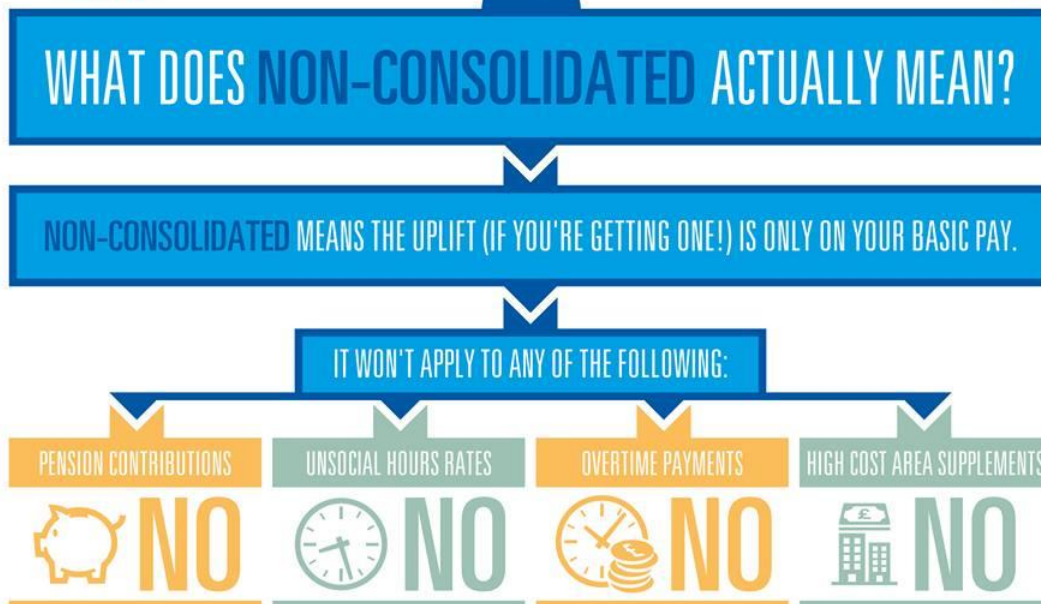 WHAT DOES NON-CONSOLIDATED ACTUALLY MEAN?
NON-CONSOLIDATED MEANS THE UPLIFT (IF YOU'RE GETTING ONE!) IS ONLY ON YOUR BASIC PAY.
IT WON'T APPLY TO ANY OF THE FOLLOWING:
PENSION CONTRIBUTIONS
NO
UNSOCIAL HOURS RATES
NO
OVERTIME PAYMENTS
NO
HIGH COST AREA SUPPLEMENTS
£
NO